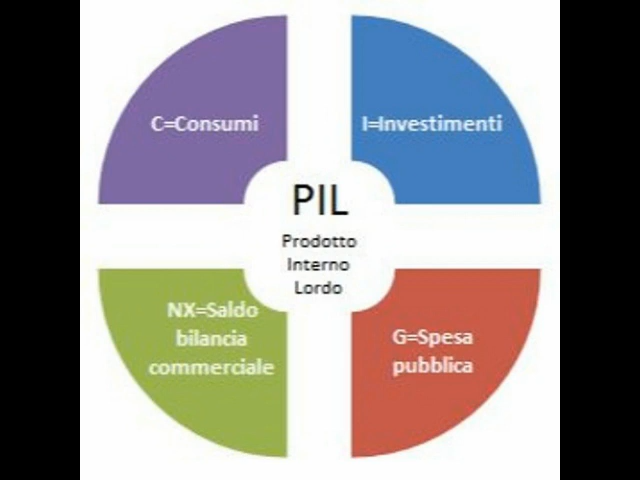 C=Consumi
I=Investimenti
PIL
Prodotto
Interno
Lordo
NX=Saldo
bilancia
commerciale
G=Spesa
pubblica